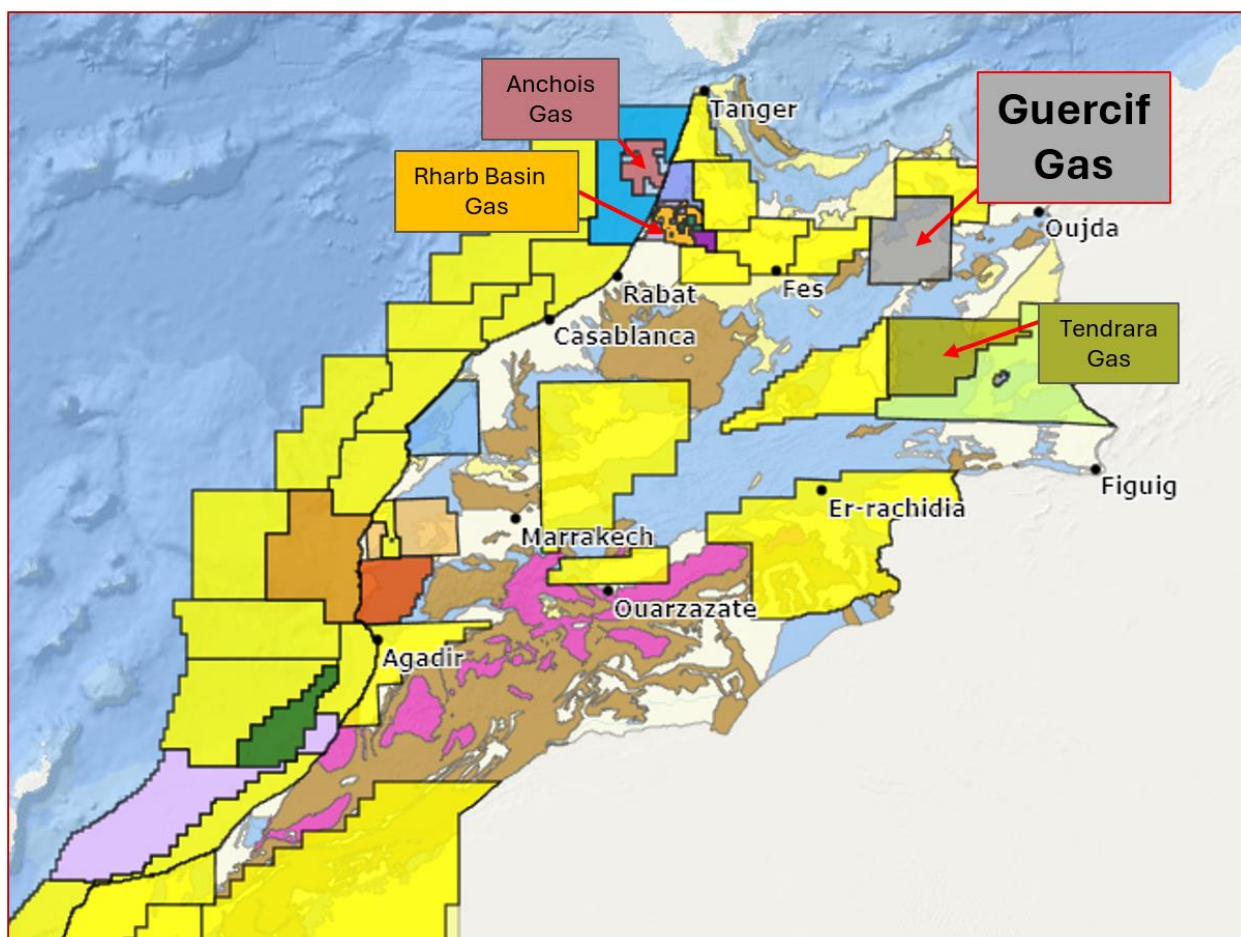 Anchois
Gas
Tanger
Guercif
Gas
Rharb Basin
Gas
Oujda
Rabat
Fes
Casablanca
Tendrara
Gas
Figuig
Er-rachidia
Marrakech
Ouarzazate
Agadir